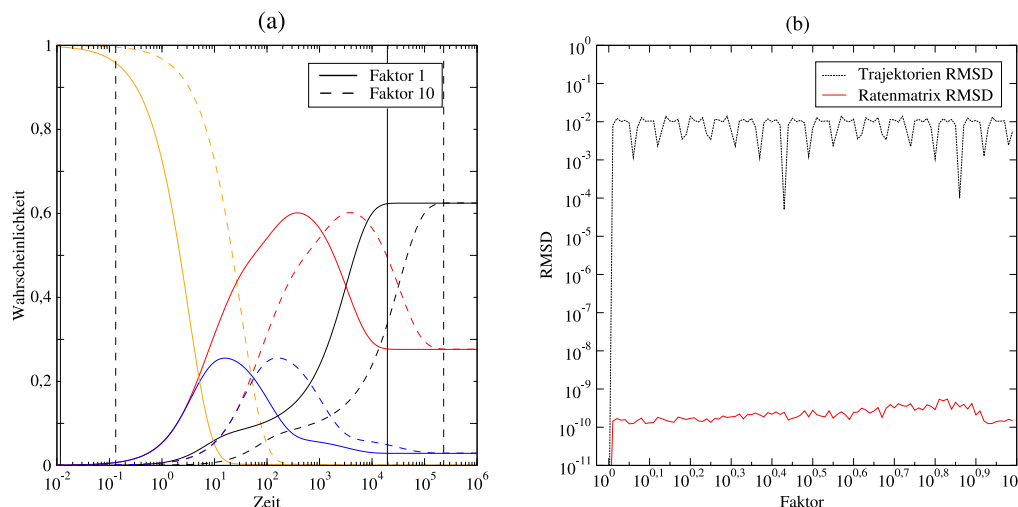 (a)
1
0,8
0,6
0,4
0,2
0
Wahrscheinlichkeit
Faktor 1
Faktor 10
10^-2 10^-1 10^0 10^1 10^2 10^3 10^4 10^5 10^6
Zeit
(b)
10^0
10^-1
10^-2
10^-3
10^-4
10^-5
10^-6
10^-7
10^-8
10^-9
10^-10
10^-11
RMSD
Trajektorien RMSD
Ratenmatrix RMSD
10^0 10^0,1 10^0,2 10^0,3 10^0,4 10^0,5 10^0,6 10^0,7 10^0,8 10^0,9 10
Faktor